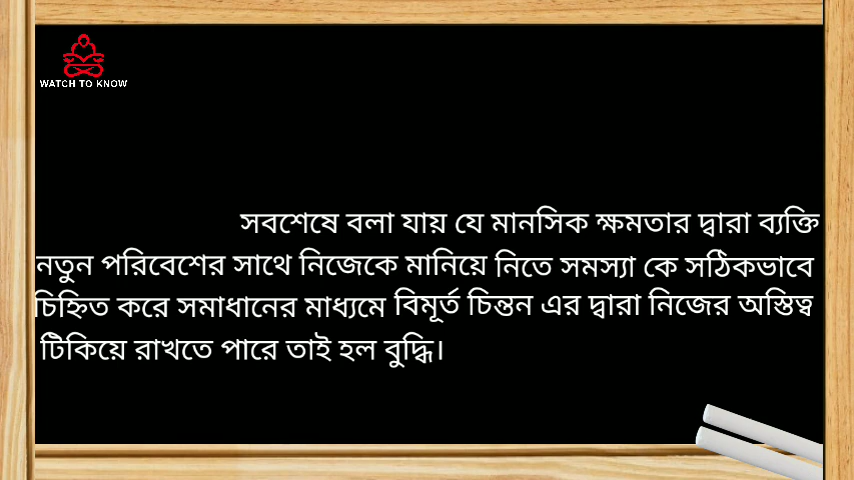 WATCH TO KNOW
সবশেষে বলা যায় যে মানসিক ক্ষমতার দ্বারা ব্যক্তি
নতুন পরিবেশের সাথে নিজেকে মানিয়ে নিতে সমস্যা কে সঠিকভাবে
চিহ্নিত করে সমাধানের মাধ্যমে বিমূর্ত চিন্তন এর দ্বারা নিজের অস্তিত্ব
টিকিয়ে রাখতে পারে তাই হল বুদ্ধি।